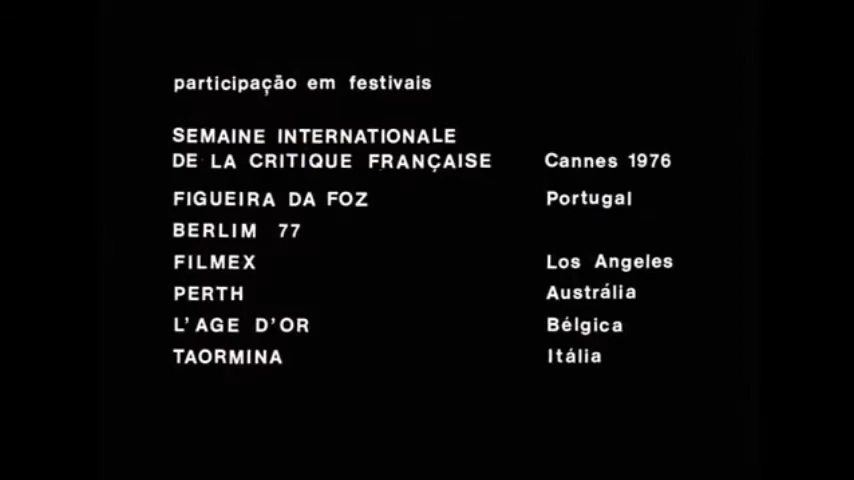 participação em festivais
SEMAINE INTERNATIONALE
DE LA CRITIQUE FRANÇAISE Cannes 1976
FIGUEIRA DA FOZ Portugal
BERLIM 77
FILMEX Los Angeles
PERTH Austrália
L'AGE D'OR Bélgica
TAORMINA Itália